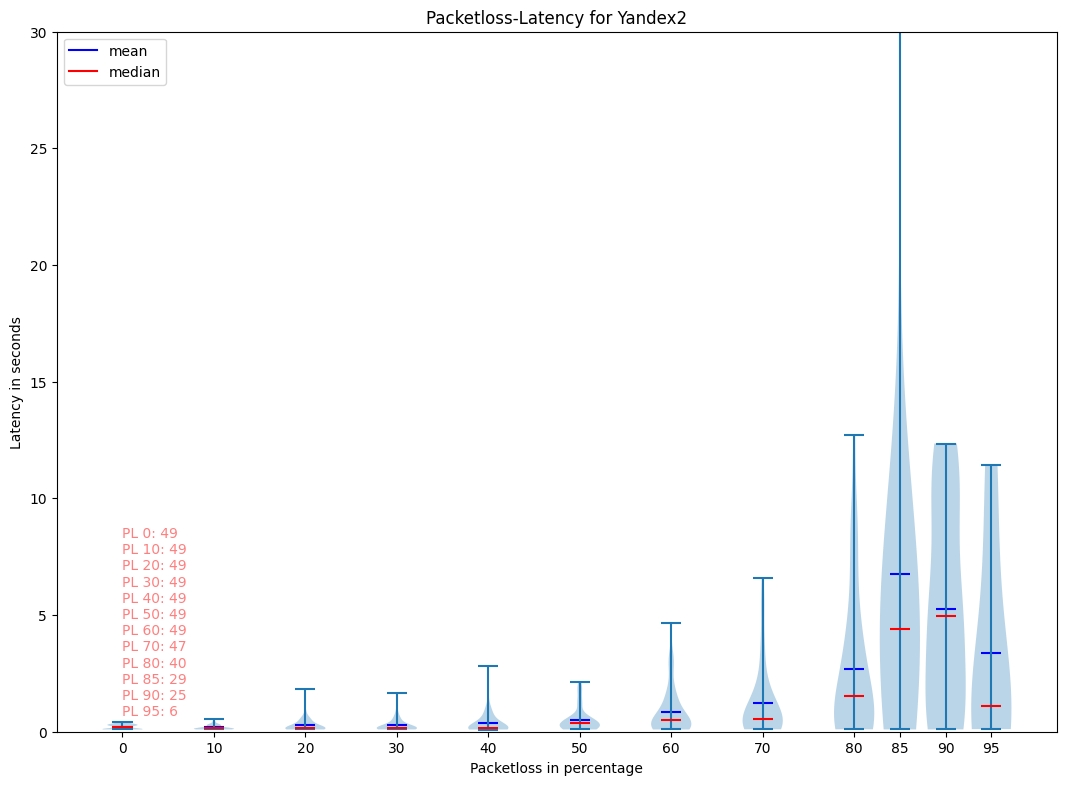 Packetloss-Latency for Yandex2
30
mean
median
25
20
Latency in seconds
15
10
PL 0: 49
PL 10: 49
PL 20: 49
PL 30: 49
PL 40: 49
PL 50: 49
PL 60: 49
PL 70: 47
PL 80: 40
PL 85: 29
PL 90: 25
PL 95: 6
5
0
0 10 20 30 40 50 60 70 80 85 90 95
Packetloss in percentage